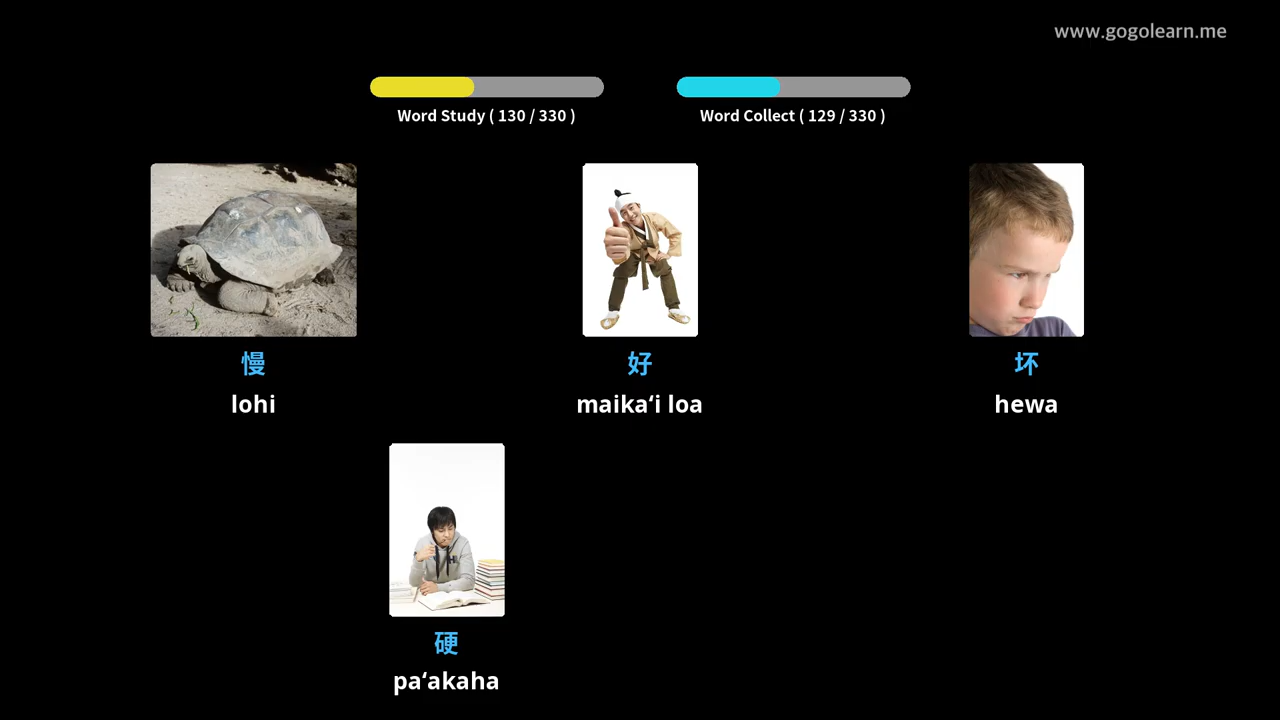 www.gogolearn.me
Word Study ( 130 / 330 )
Word Collect ( 129 / 330 )
慢
lohi
好
maikaʻi loa
坏
hewa
硬
paʻakaha